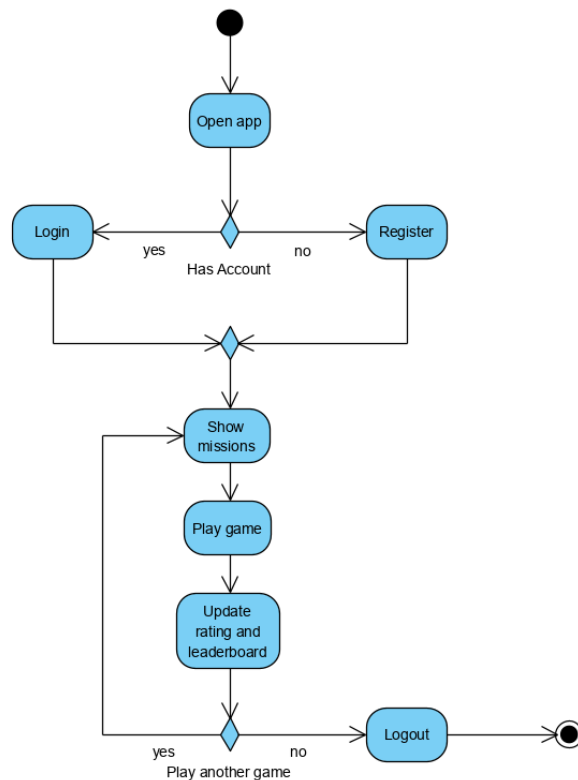 Open app
Login
yes
no
Register
Has Account
Show
missions
Play game
Update
rating and
leaderboard
yes
no
Logout
Play another game